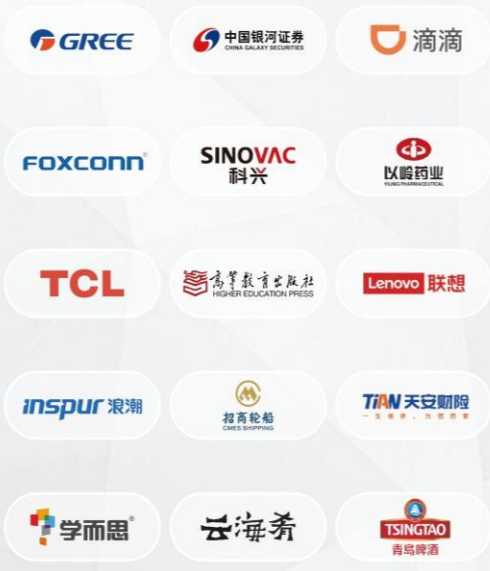 GREE
中国银河证券
CHINA GALAXY SECURITIES
滴滴
FOXCONN®
SINOVAC
科兴
以岭药业
YILING PHARMACEUTICAL
TCL
高等教育出版社
HIGHER EDUCATION PRESS
Lenovo 联想
inspur 浪潮
招商轮船
CMES SHIPPING
TiAN 天安财险
学而思®
云海肴
TSINGTAO
青岛啤酒